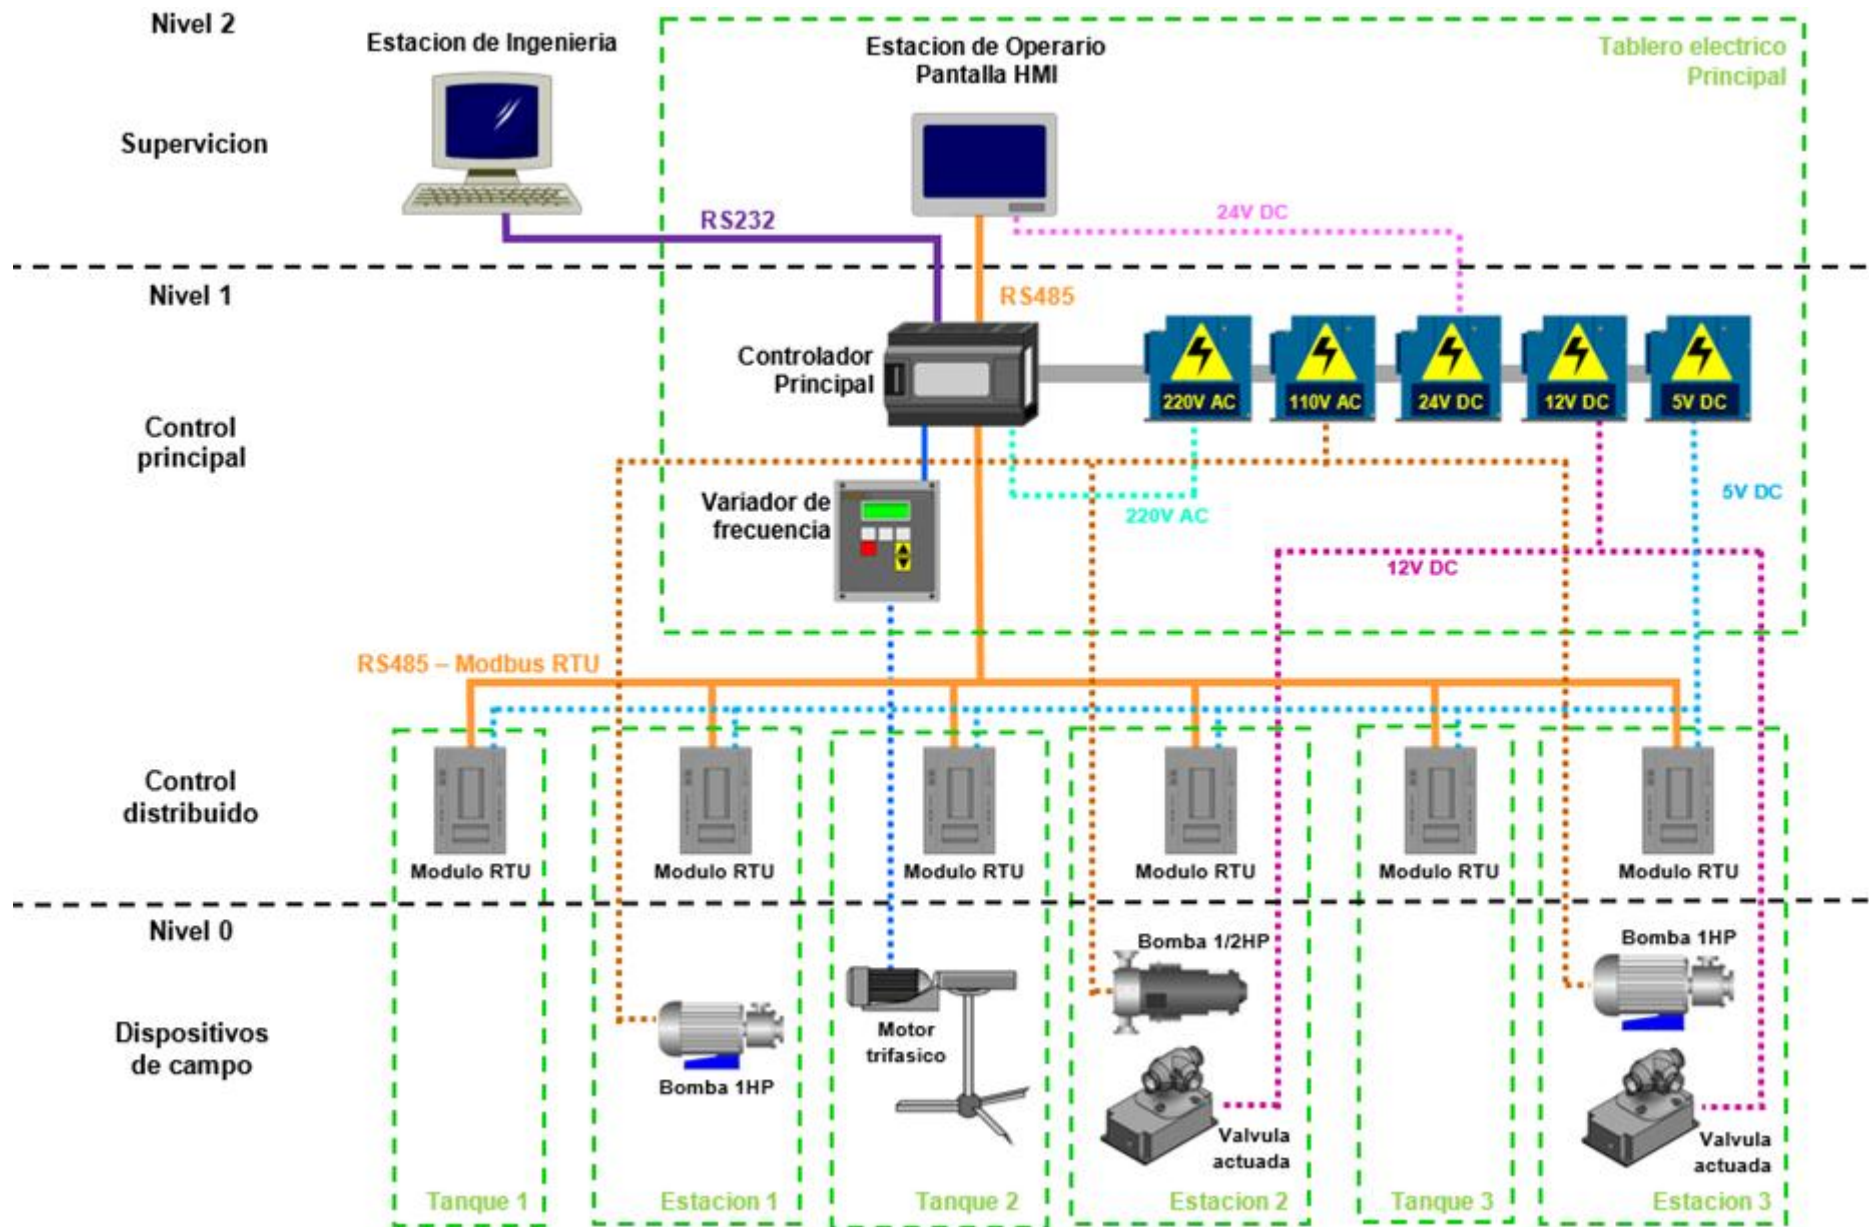 Nivel 2
Estacion de Ingenieria
Estacion de Operario
Pantalla HMI
Tablero electrico
Principal
Supervicion
RS232
24V DC
Nivel 1
RS485
Controlador
Principal
220V AC
110V AC
24V DC
12V DC
5V DC
Control
principal
Variador de
frecuencia
220V AC
5V DC
12V DC
RS485 – Modbus RTU
Control
distribuido
Modulo RTU
Modulo RTU
Modulo RTU
Modulo RTU
Modulo RTU
Modulo RTU
Nivel 0
Bomba 1/2HP
Bomba 1HP
Dispositivos
de campo
Motor
trifasico
Bomba 1HP
Valvula
actuada
Valvula
actuada
Tanque 1
Estacion 1
Tanque 2
Estacion 2
Tanque 3
Estacion 3